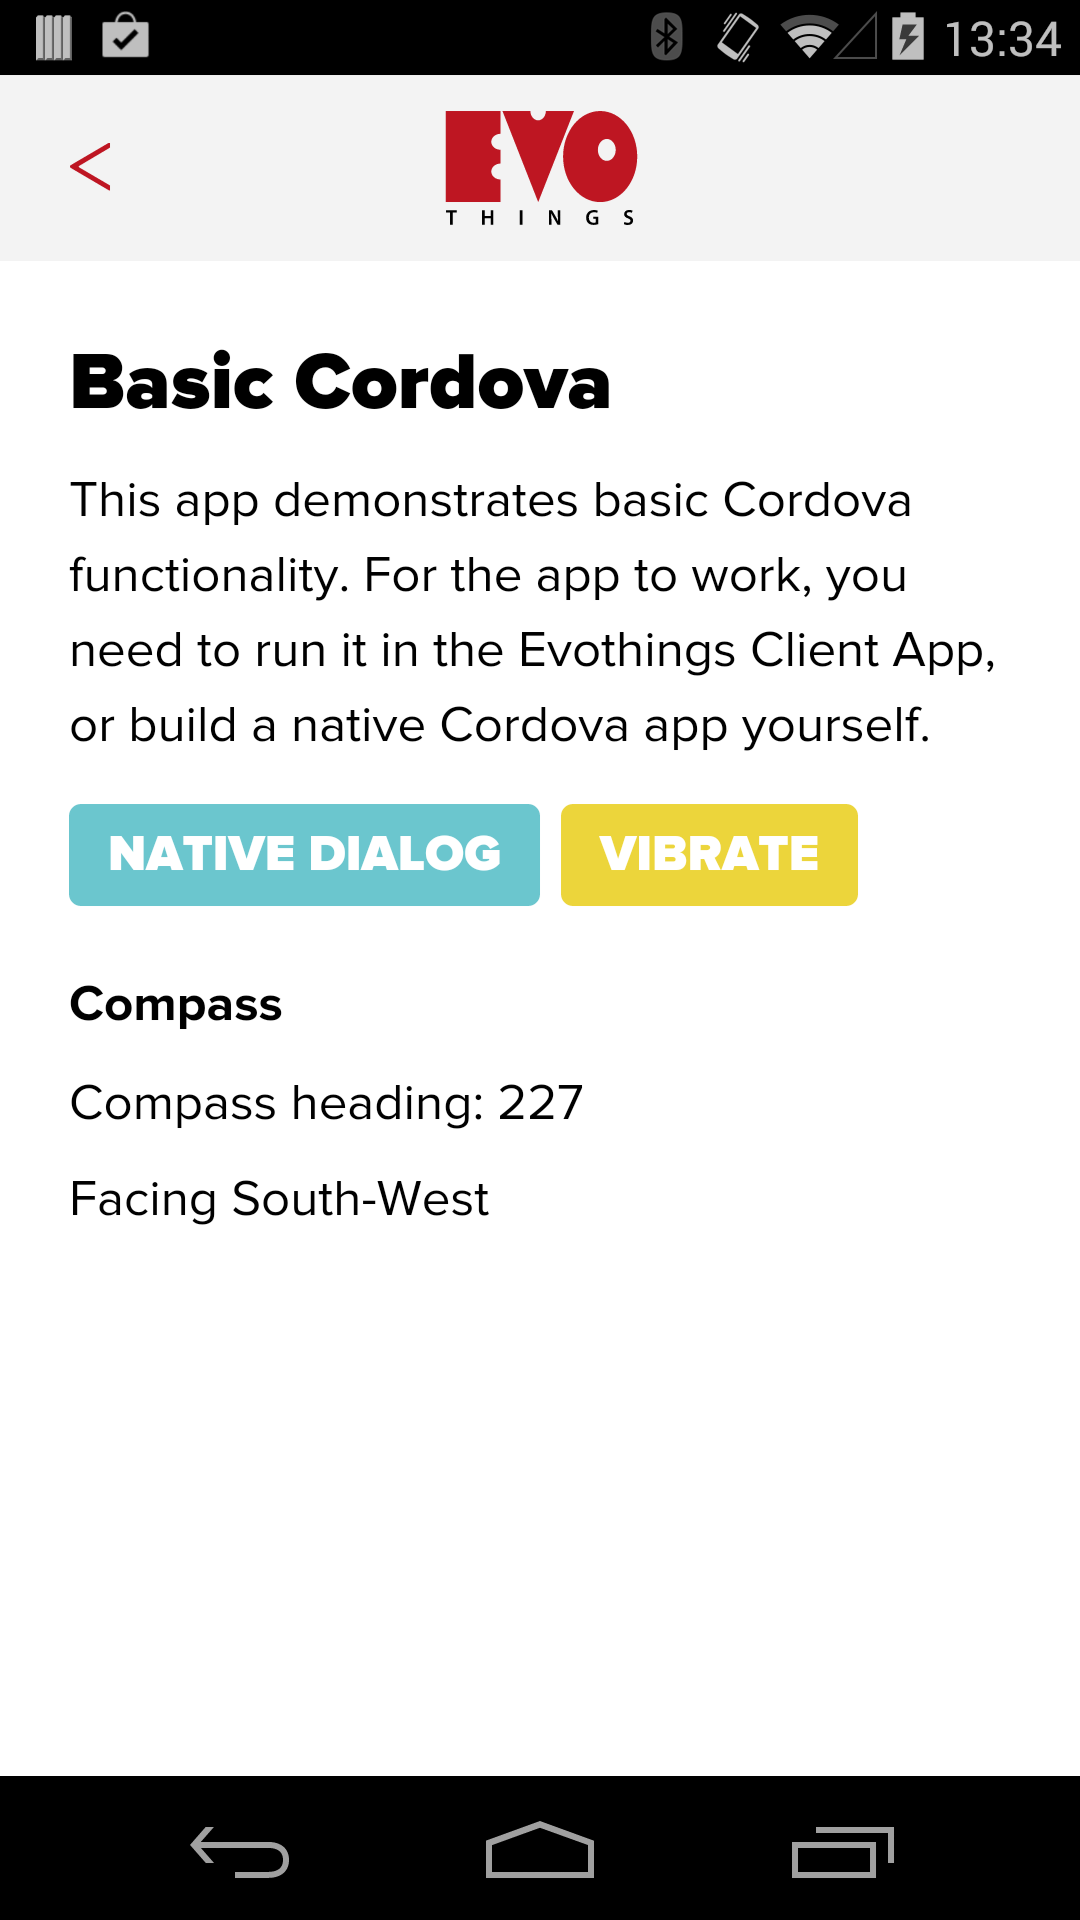 13:34
EVO
THINGS
Basic Cordova
This app demonstrates basic Cordova
functionality. For the app to work, you
need to run it in the Evothings Client App,
or build a native Cordova app yourself.
NATIVE DIALOG VIBRATE
Compass
Compass heading: 227
Facing South-West